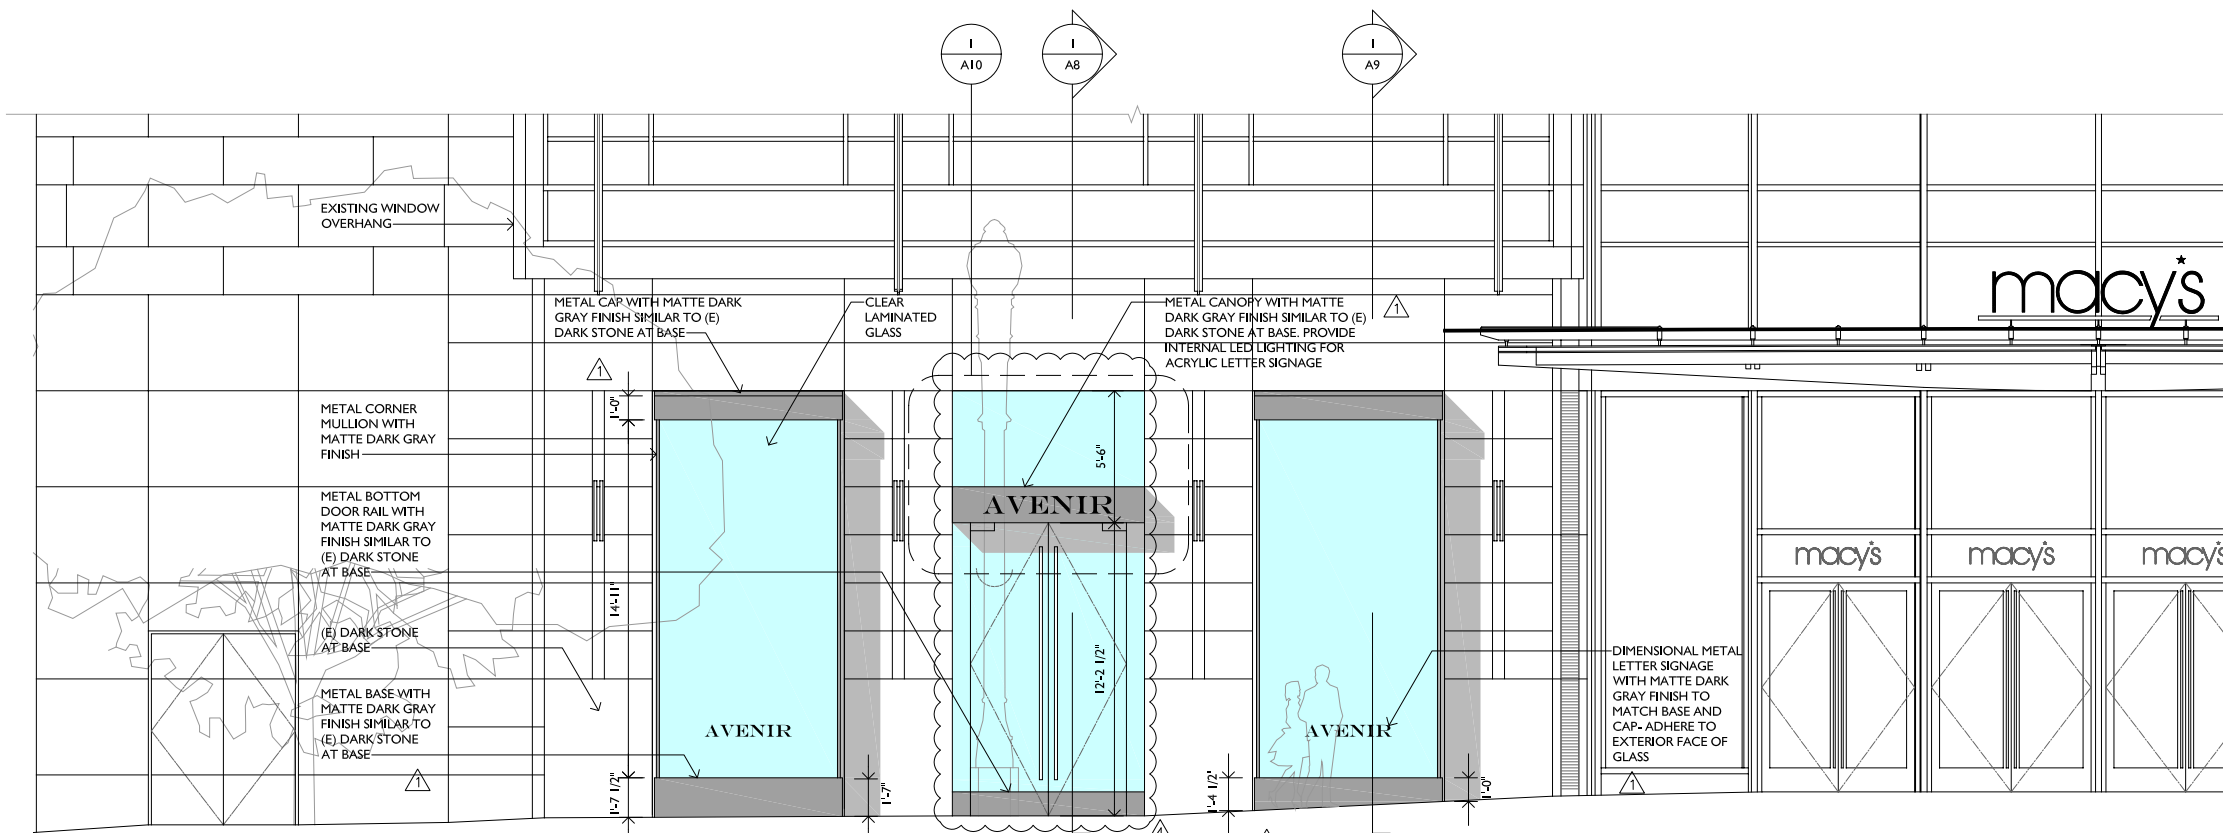 1
A10
1
A8
1
A9
EXISTING WINDOW
OVERHANG
METAL CAP WITH MATTE DARK
GRAY FINISH SIMILAR TO (E)
DARK STONE AT BASE
CLEAR
LAMINATED
GLASS
METAL CANOPY WITH MATTE
DARK GRAY FINISH SIMILAR TO (E)
DARK STONE AT BASE. PROVIDE
INTERNAL LED LIGHTING FOR
ACRYLIC LETTER SIGNAGE
1
macy's
1
METAL CORNER
MULLION WITH
MATTE DARK GRAY
FINISH
1'-0"
5'-6"
METAL BOTTOM
DOOR RAIL WITH
MATTE DARK GRAY
FINISH SIMILAR TO
(E) DARK STONE
AT BASE
AVENIR
macy's
macy's
macy's
14'-11"
(E) DARK STONE
AT BASE
12'-2 1/2"
DIMENSIONAL METAL
LETTER SIGNAGE
WITH MATTE DARK
GRAY FINISH TO
MATCH BASE AND
CAP- ADHERE TO
EXTERIOR FACE OF
GLASS
METAL BASE WITH
MATTE DARK GRAY
FINISH SIMILAR TO
(E) DARK STONE
AT BASE
AVENIR
AVENIR
1
1'-7 1/2"
1'-7"
1'-4 1/2"
1'-0"
1